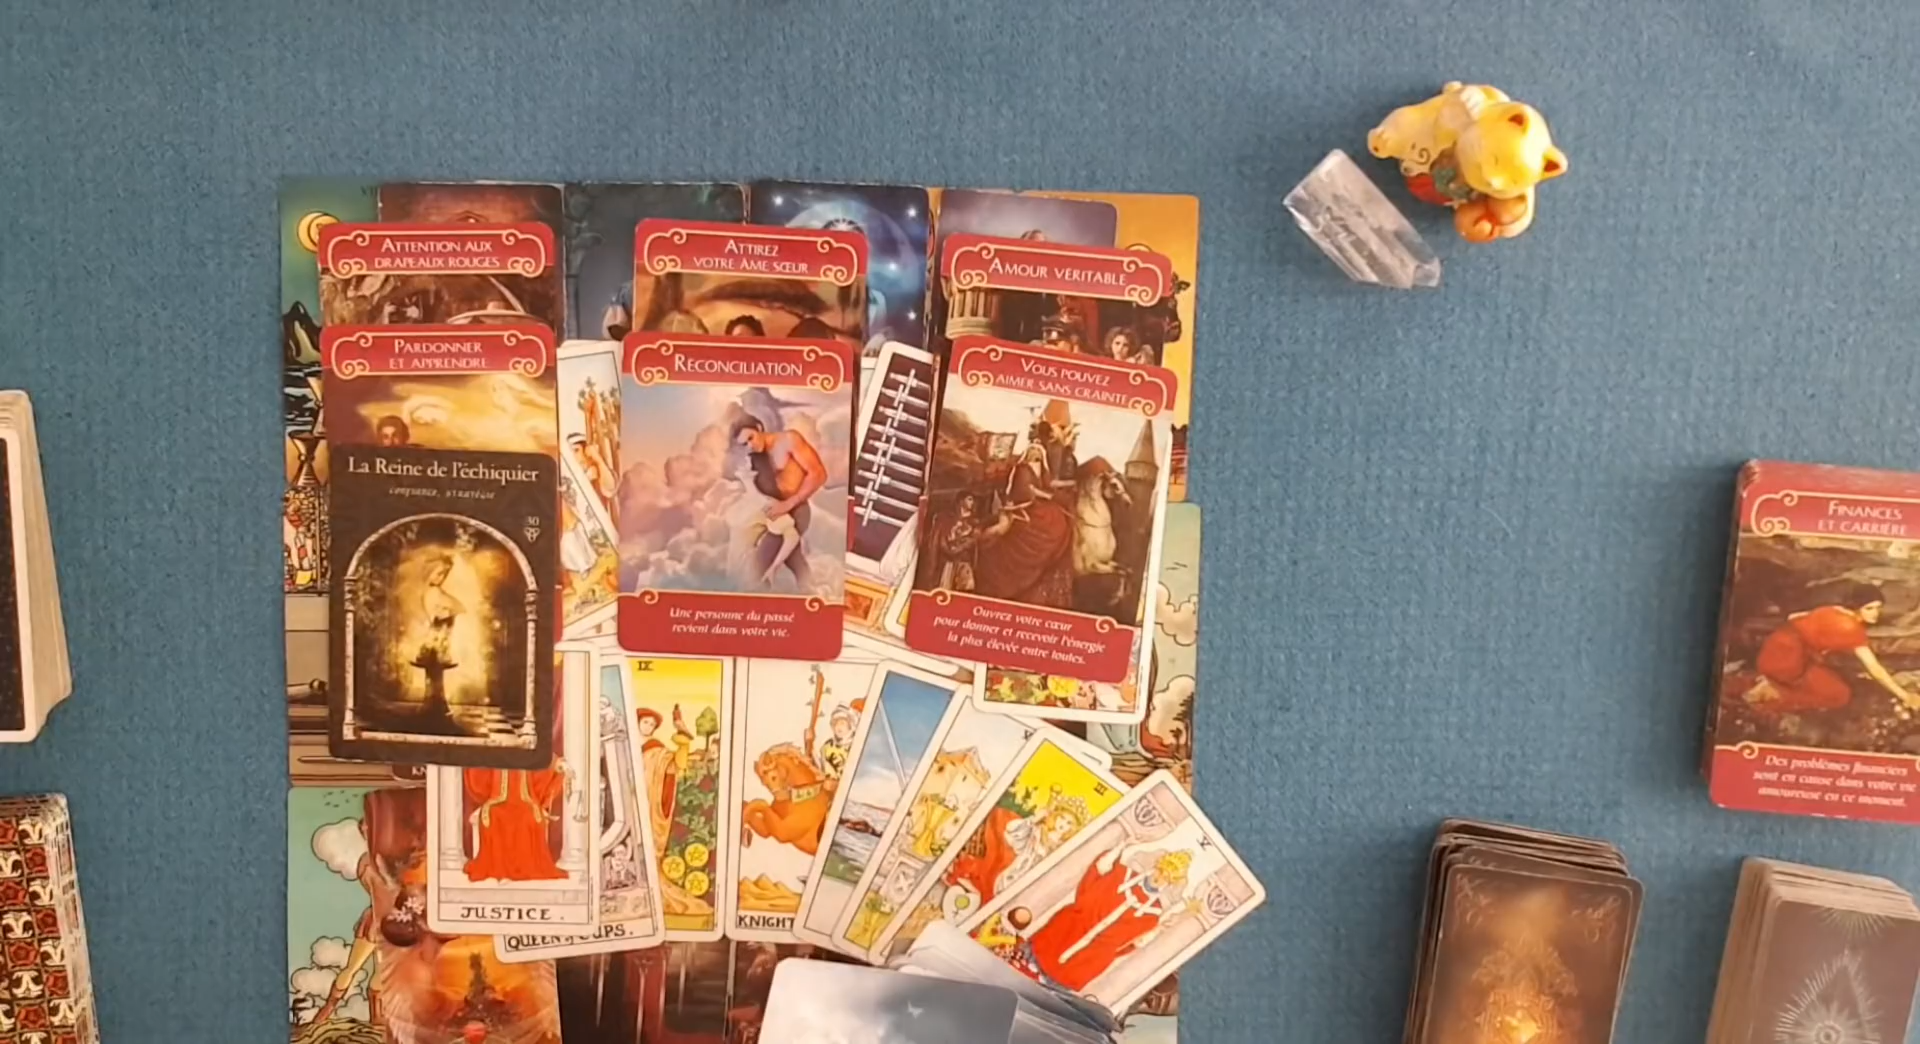 ATTENTION AUX
DRAPEAUX ROUGES
ATTIREZ
VOTRE ÂME SŒUR
AMOUR VÉRITABLE
PARDONNER
ET APPRENDRE
RÉCONCILIATION
VOUS POUVEZ
AIMER SANS CRAINTE
La Reine de l'échiquier
confiance, stratégie
30
Une personne du passé
revient dans votre vie.
Ouvrez votre cœur
pour donner et recevoir l'énergie
la plus élevée entre toutes.
FINANCES
ET CARRIÈRE
Des problèmes financiers
sont en cause dans votre vie
amoureuse en ce moment.
IX
III
X
JUSTICE.
QUEEN of CUPS.
KNIGHT